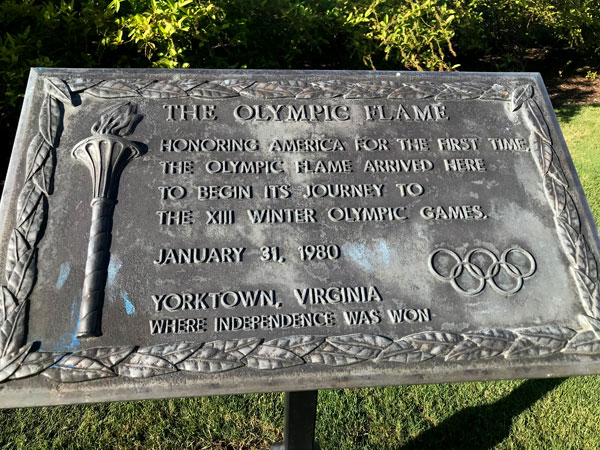 THE OLYMPIC FLAME
HONORING AMERICA FOR THE FIRST TIME,
THE OLYMPIC FLAME ARRIVED HERE
TO BEGIN ITS JOURNEY TO
THE XIII WINTER OLYMPIC GAMES.
JANUARY 31, 1980
YORKTOWN, VIRGINIA
WHERE INDEPENDENCE WAS WON